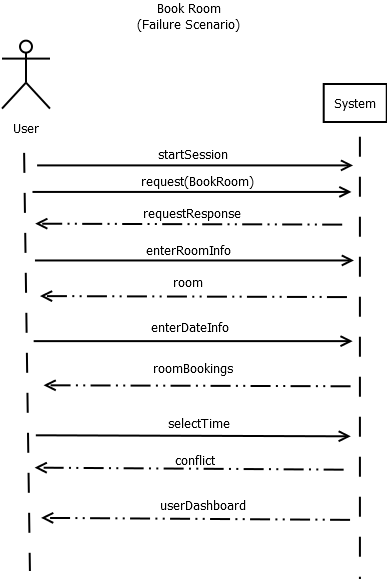 Book Room
(Failure Scenario)
User
System
startSession
request(BookRoom)
requestResponse
enterRoomInfo
room
enterDateInfo
roomBookings
selectTime
conflict
userDashboard